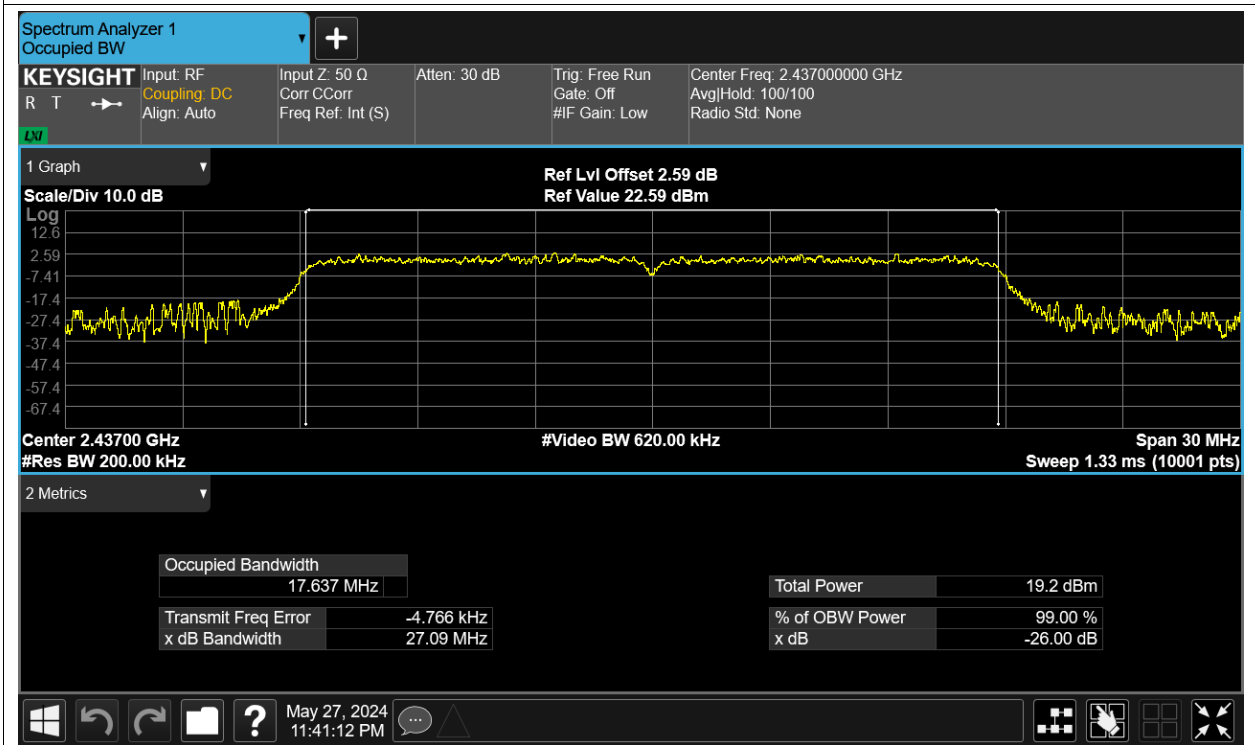 Spectrum Analyzer 1
Occupied BW
KEYSIGHT
R T
LXI
Input: RF
Coupling: DC
Align: Auto
Input Z: 50 Ω
Corr CCorr
Freq Ref: Int (S)
Atten: 30 dB
Trig: Free Run
Gate: Off
#IF Gain: Low
Center Freq: 2.437000000 GHz
Avg|Hold: 100/100
Radio Std: None
1 Graph
Scale/Div 10.0 dB
Ref Lvl Offset 2.59 dB
Ref Value 22.59 dBm
Log
12.6
2.59
-7.41
-17.4
-27.4
-37.4
-47.4
-57.4
-67.4
Center 2.43700 GHz
#Video BW 620.00 kHz
Span 30 MHz
#Res BW 200.00 kHz
Sweep 1.33 ms (10001 pts)
2 Metrics
Occupied Bandwidth
17.637 MHz
Transmit Freq Error -4.766 kHz
x dB Bandwidth 27.09 MHz
Total Power 19.2 dBm
% of OBW Power 99.00 %
x dB -26.00 dB
?
May 27, 2024
11:41:12 PM